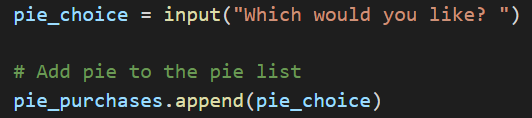 pie_choice = input("Which would you like? ")
# Add pie to the pie list
pie_purchases.append(pie_choice)